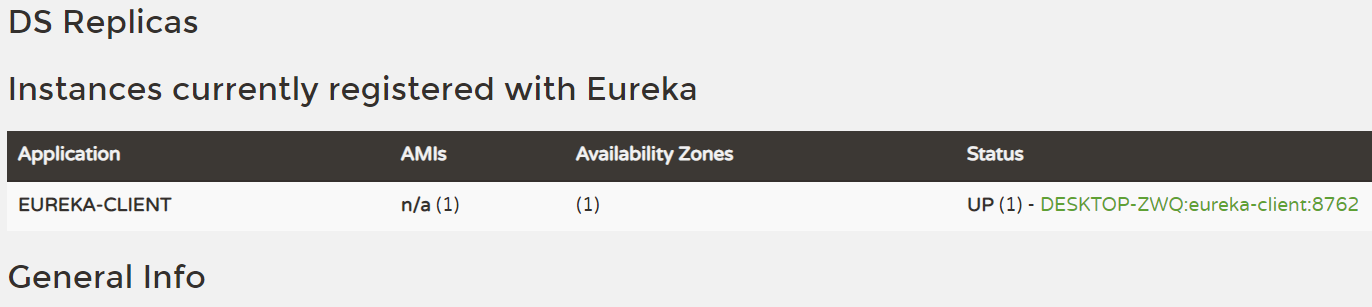 DS Replicas
Instances currently registered with Eureka
Application AMIs Availability Zones Status
EUREKA-CLIENT n/a (1) (1) UP (1) - DESKTOP-ZWQ:eureka-client:8762
General Info